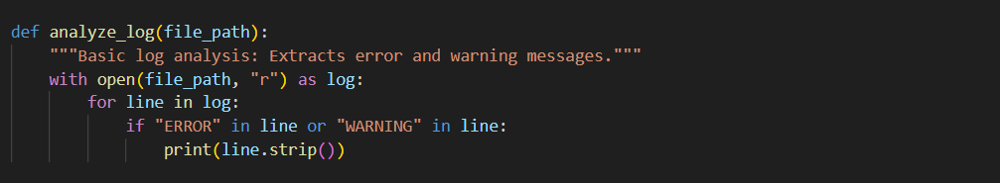 def analyze_log(file_path):
    """Basic log analysis: Extracts error and warning messages."""
    with open(file_path, "r") as log:
        for line in log:
            if "ERROR" in line or "WARNING" in line:
                print(line.strip())